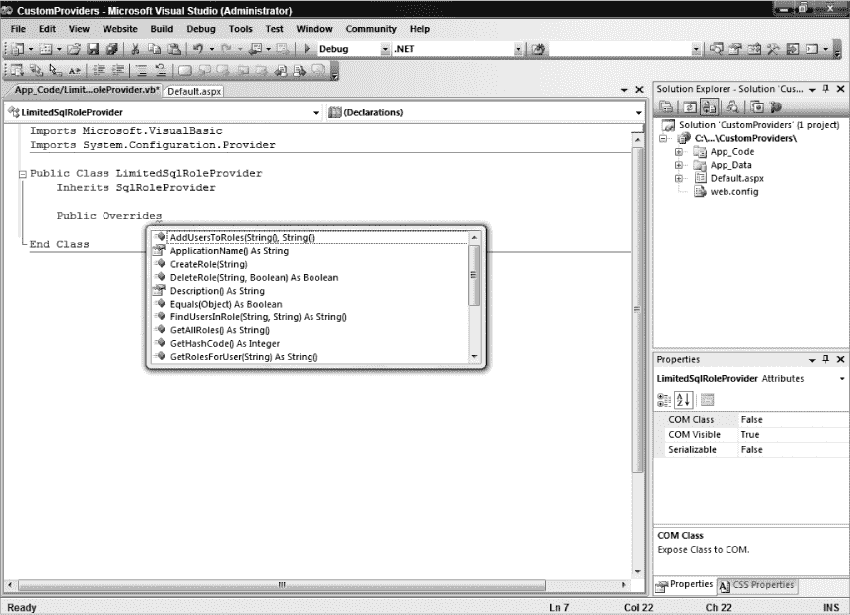 CustomProviders - Microsoft Visual Studio (Administrator)
File Edit View Website Build Debug Tools Test Window Community Help
Debug .NET
App_Code/Limit...oleProvider.vb* Default.aspx
LimitedSqlRoleProvider (Declarations)
Imports Microsoft.VisualBasic
Imports System.Configuration.Provider
Public Class LimitedSqlRoleProvider
Inherits SqlRoleProvider
Public Overrides
End Class
AddUsersToRoles(String(), String())
ApplicationName() As String
CreateRole(String)
DeleteRole(String, Boolean) As Boolean
Description() As String
Equals(Object) As Boolean
FindUsersInRole(String, String) As String()
GetAllRoles() As String()
GetHashCode() As Integer
GetRolesForUser(String) As String()
Solution Explorer - Solution 'Cus...
Solution 'CustomProviders' (1 project)
C:\...\CustomProviders\
App_Code
App_Data
Default.aspx
web.config
Properties
LimitedSqlRoleProvider Attributes
COM Class False
COM Visible True
Serializable False
COM Class
Expose Class to COM.
Properties CSS Properties
Ready Ln 7 Col 22 Ch 22 INS